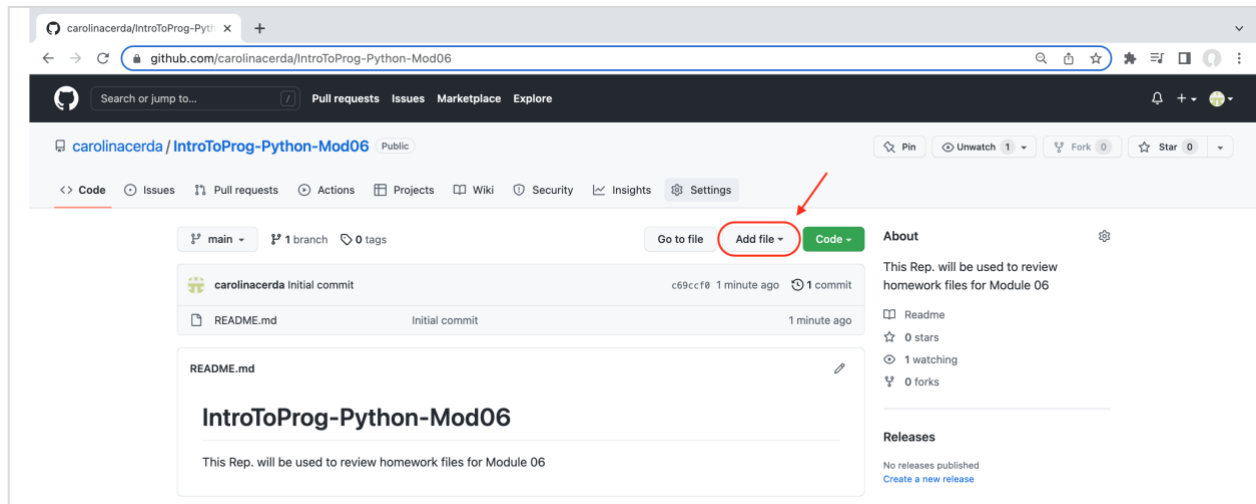 carolinacerda/IntroToProg-Pyth
github.com/carolinacerda/IntroToProg-Python-Mod06
Search or jump to... / Pull requests Issues Marketplace Explore
carolinacerda / IntroToProg-Python-Mod06 Public
Pin Unwatch 1 Fork 0 Star 0
Code Issues Pull requests Actions Projects Wiki Security Insights Settings
main 1 branch 0 tags Go to file Add file Code
carolinacerda Initial commit c69ccf0 1 minute ago 1 commit
README.md Initial commit 1 minute ago
README.md
IntroToProg-Python-Mod06
This Rep. will be used to review homework files for Module 06
About
This Rep. will be used to review
homework files for Module 06
Readme
0 stars
1 watching
0 forks
Releases
No releases published
Create a new release